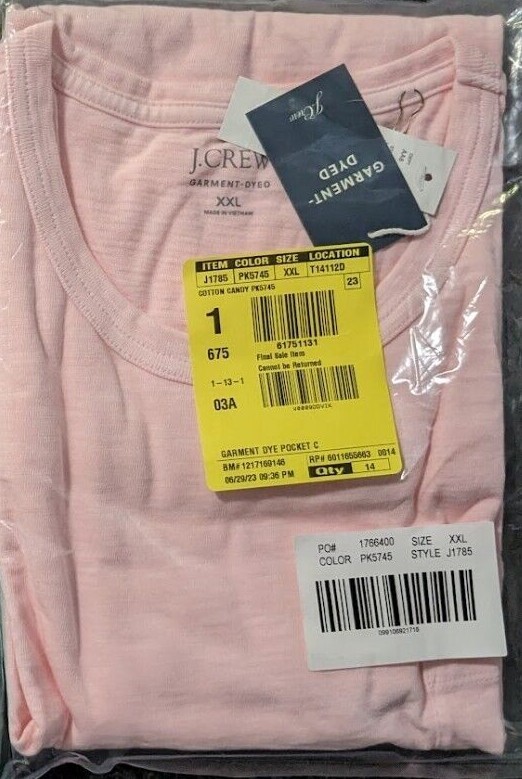 J.CREW
GARMENT-DYED
XXL
MADE IN VIETNAM
J.Crew
GARMENT-
DYED
ITEM COLOR SIZE LOCATION
J1785 PK5745 XXL T14112D
COTTON CANDY PK5745 23
1
61751131
675 Final Sale Item
Cannot be Returned
1-13-1
03A
GARMENT DYE POCKET C
BM# 1217169146 RP# 6011655663 0014
06/29/23 09:36 PM Qty 14
PO# 1766400 SIZE XXL
COLOR PK5745 STYLE J1785